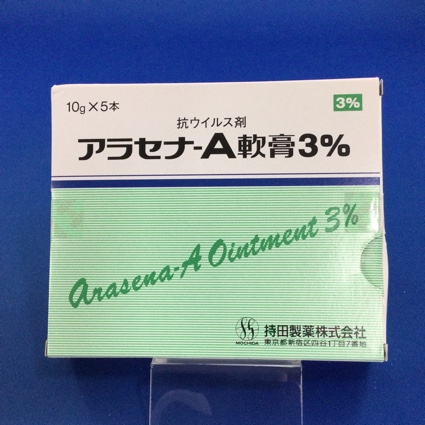 10g×5本
3%
抗ウイルス剤
アラセナ-A軟膏3%
Arasena-A Ointment 3%
MOCHIDA
持田製薬株式会社
東京都新宿区四谷1丁目7番地